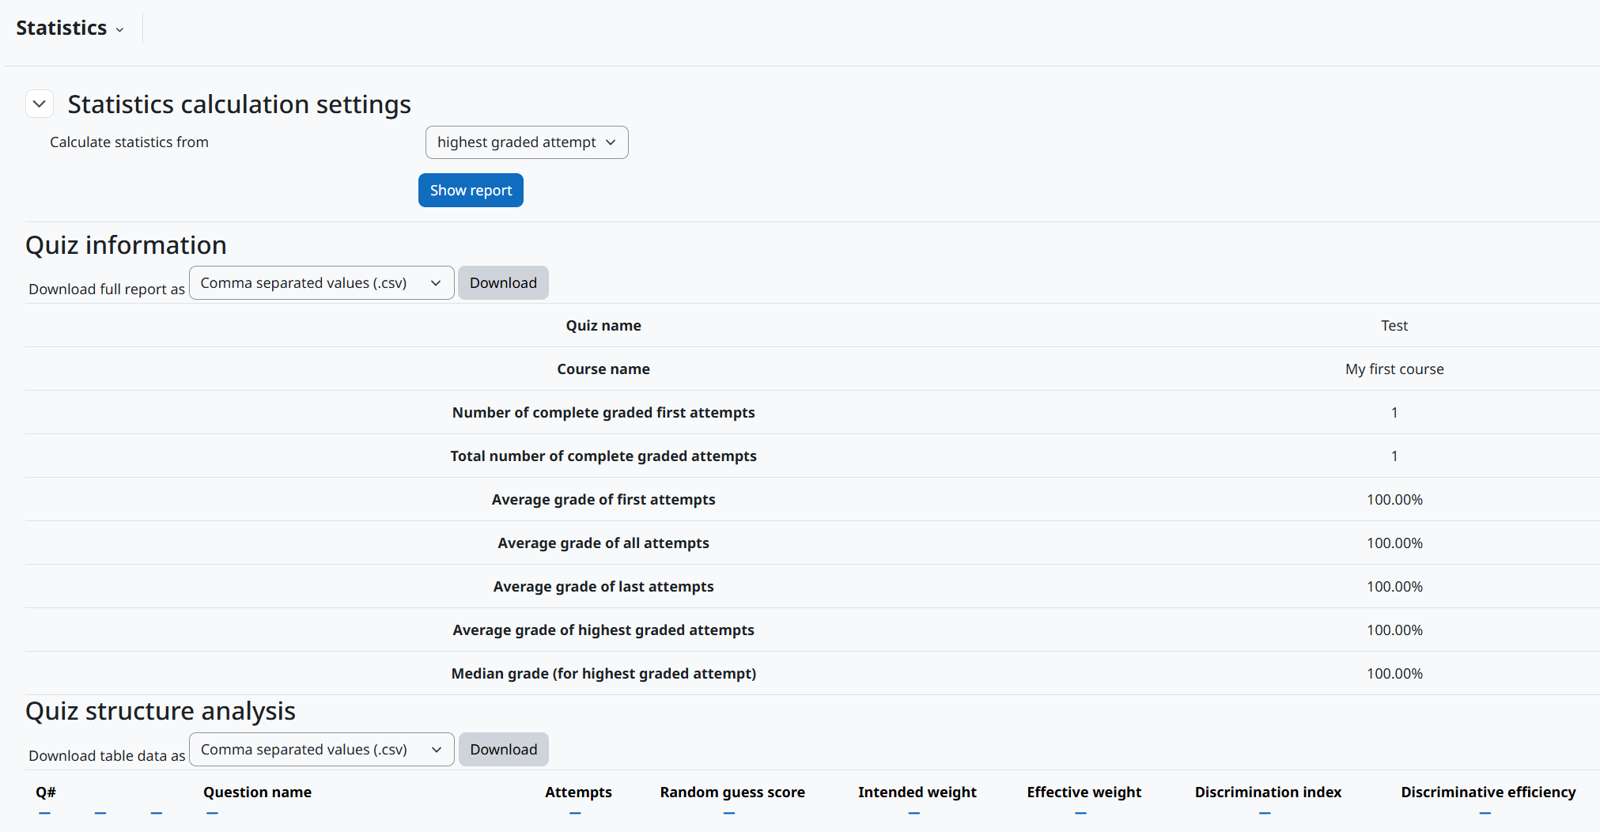 Statistics
Statistics calculation settings
Calculate statistics from highest graded attempt
Show report
Quiz information
Download full report as Comma separated values (.csv) Download
Quiz name Test
Course name My first course
Number of complete graded first attempts 1
Total number of complete graded attempts 1
Average grade of first attempts 100.00%
Average grade of all attempts 100.00%
Average grade of last attempts 100.00%
Average grade of highest graded attempts 100.00%
Median grade (for highest graded attempt) 100.00%
Quiz structure analysis
Download table data as Comma separated values (.csv) Download
Q# Question name Attempts Random guess score Intended weight Effective weight Discrimination index Discriminative efficiency